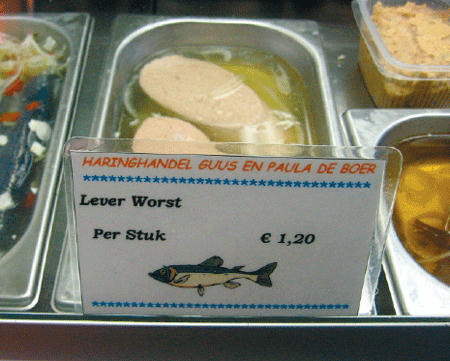 HARINGHANDEL GUUS EN PAULA DE BOER
Lever Worst
Per Stuk € 1,20